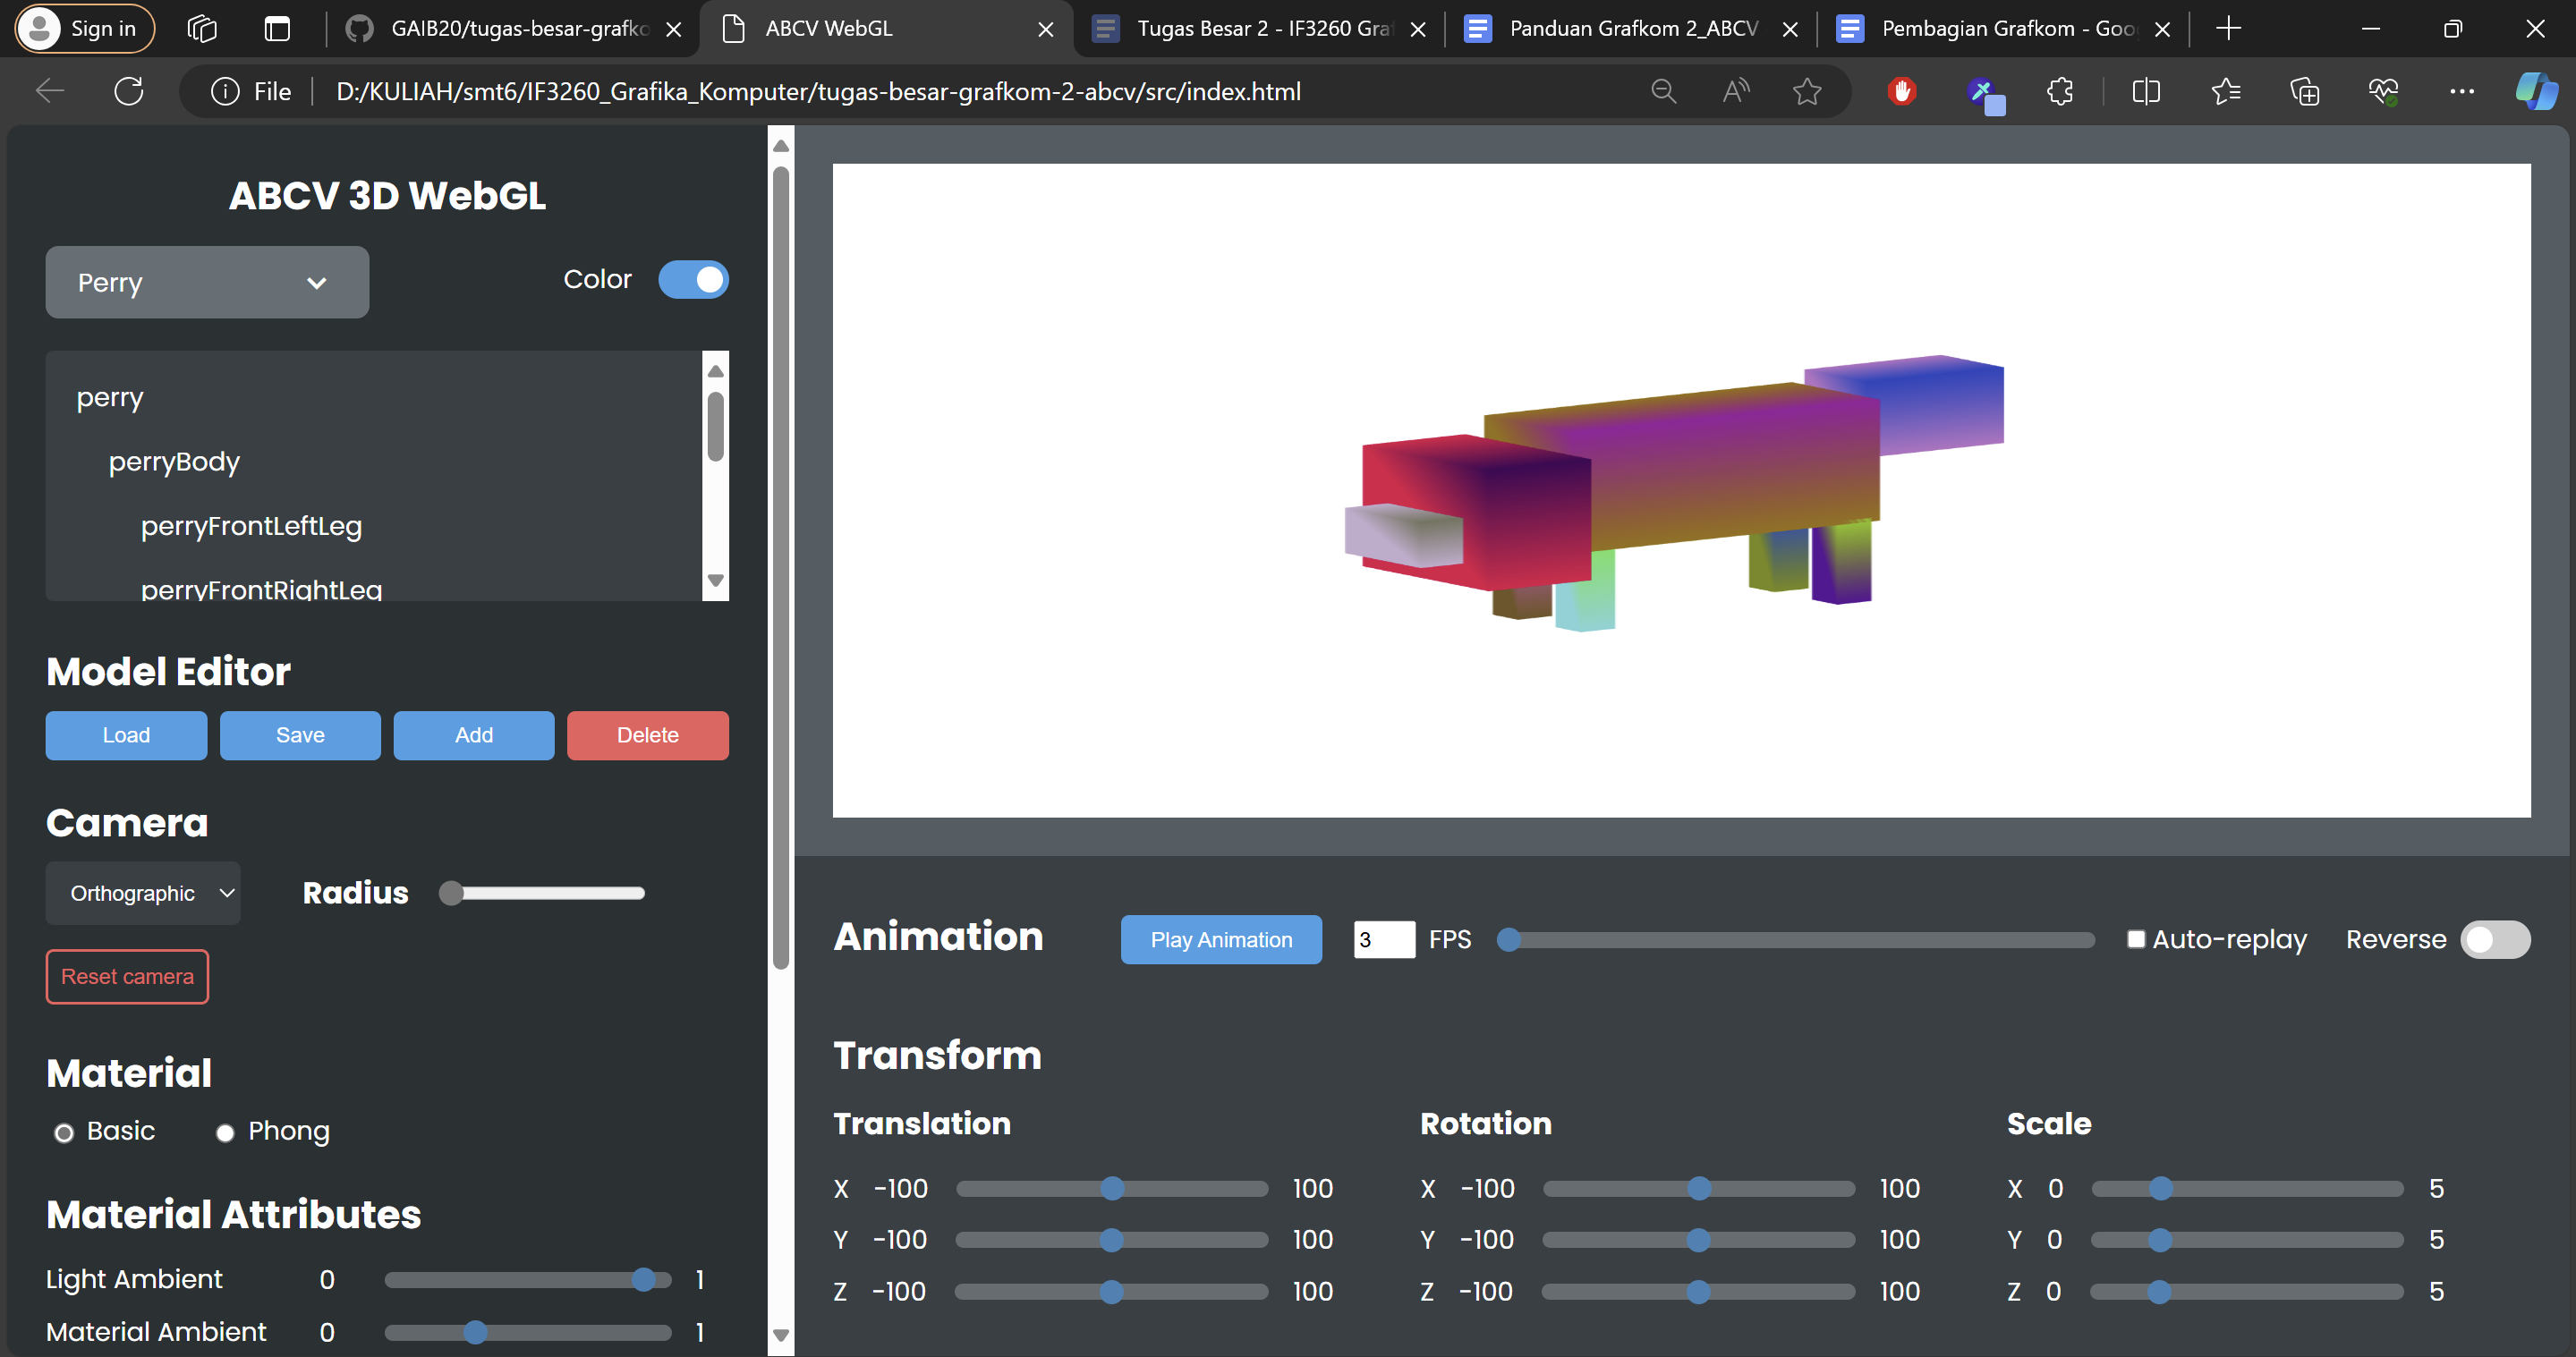 Sign in
GAIB20/tugas-besar-grafko
ABCV WebGL
Tugas Besar 2 - IF3260 Gra
Panduan Grafkom 2_ABCV
Pembagian Grafkom - Goo
File
D:/KULIAH/smt6/IF3260_Grafika_Komputer/tugas-besar-grafkom-2-abcv/src/index.html
ABCV 3D WebGL
Perry
Color
perry
perryBody
perryFrontLeftLeg
perryFrontRightLeg
Model Editor
Load Save Add Delete
Camera
Orthographic Radius
Reset camera
Material
Basic Phong
Material Attributes
Light Ambient 0 1
Material Ambient 0 1
Animation Play Animation 3 FPS Auto-replay Reverse
Transform
Translation Rotation Scale
X -100 100 X -100 100 X 0 5
Y -100 100 Y -100 100 Y 0 5
Z -100 100 Z -100 100 Z 0 5